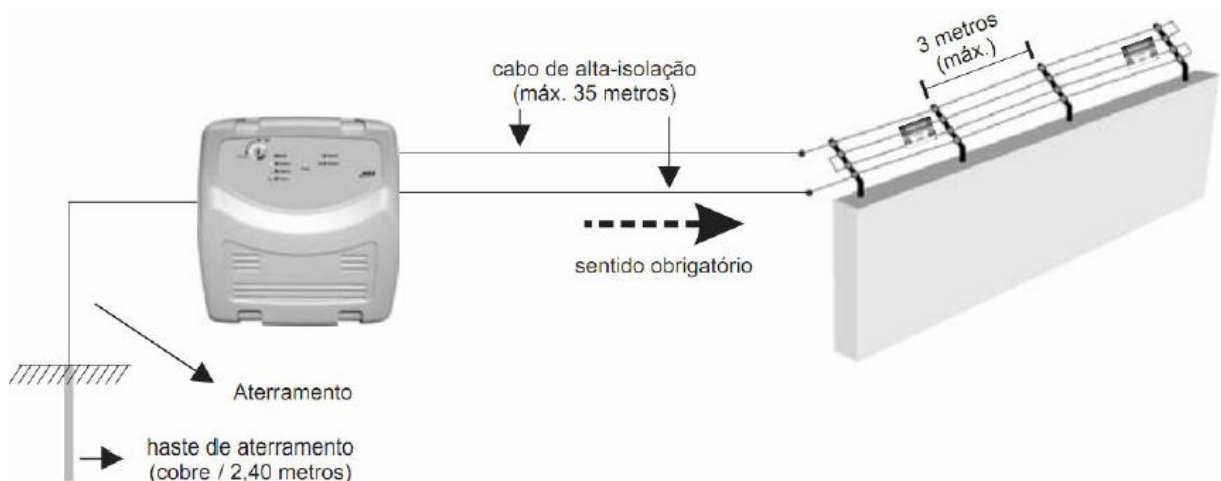 3 metros
(máx.)
cabo de alta-isolação
(máx. 35 metros)
sentido obrigatório
Aterramento
haste de aterramento
(cobre / 2,40 metros)